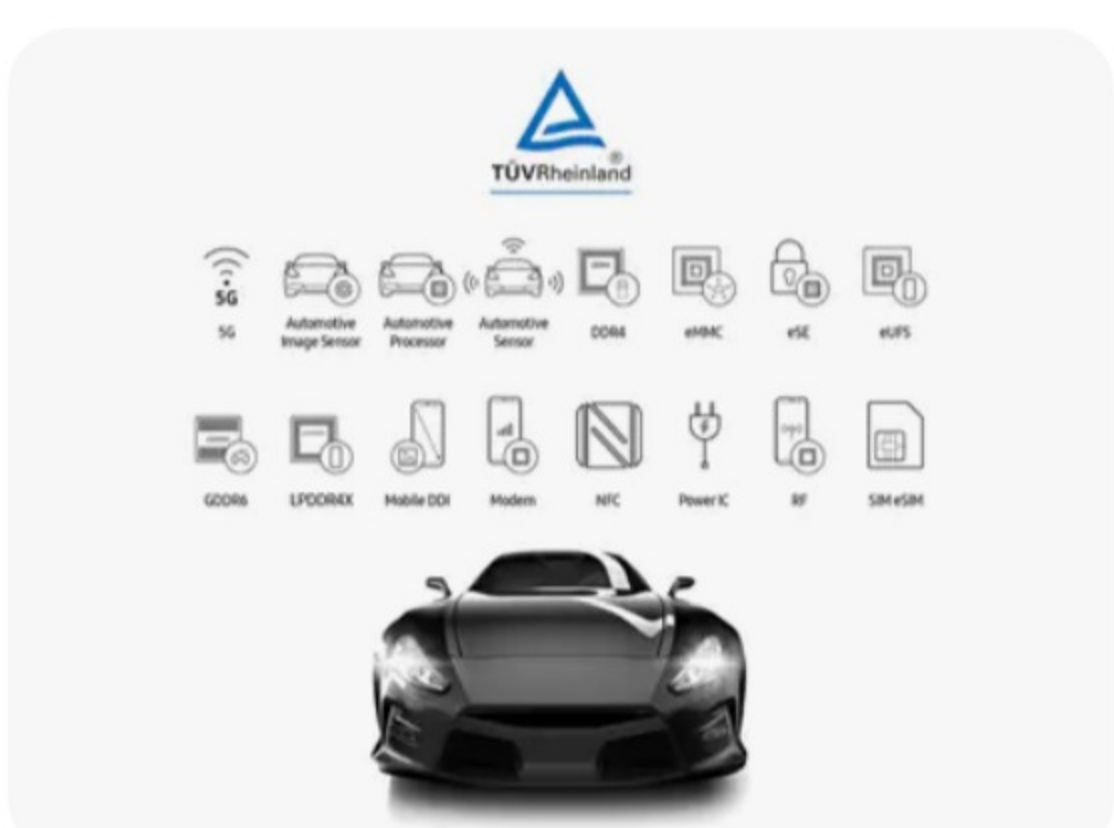 TÜVRheinland®
5G
5G
Automotive
Image Sensor
Automotive
Processor
Automotive
Sensor
DDR4
eMMC
eSE
eUFS
GDDR6
LPDDR4X
Mobile DDI
Modem
NFC
Power IC
RF
SIM eSIM